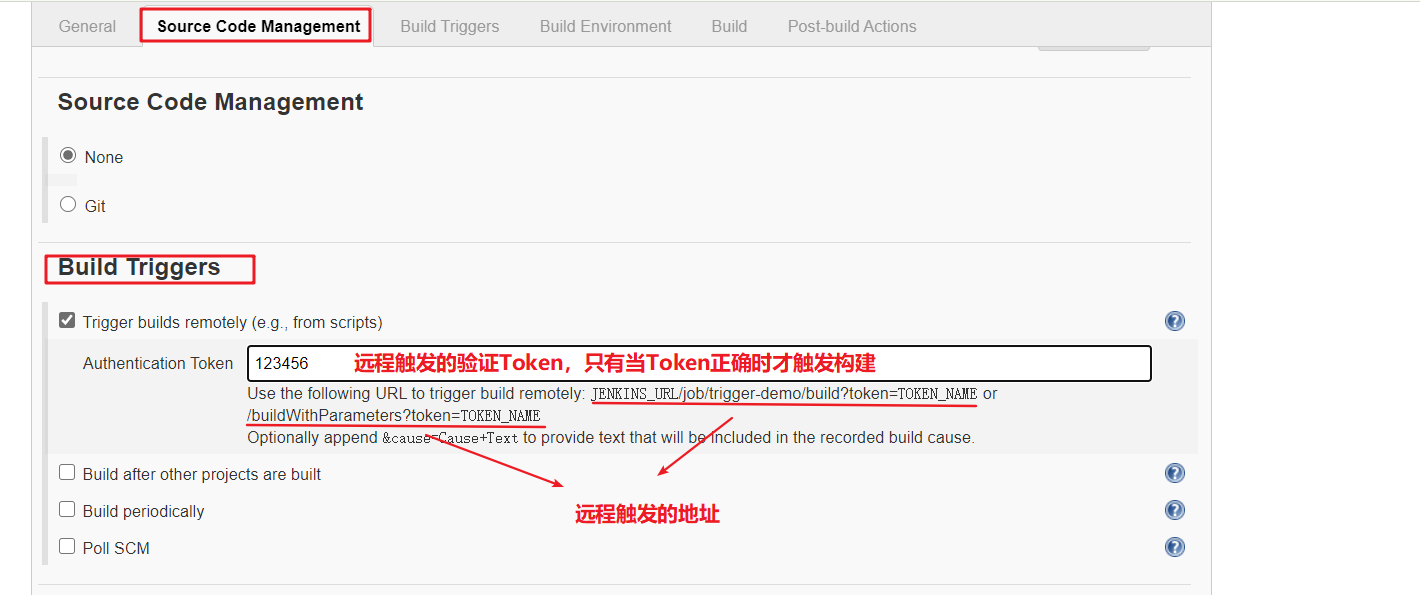 General Source Code Management Build Triggers Build Environment Build Post-build Actions
Source Code Management
None
Git
Build Triggers
Trigger builds remotely (e.g., from scripts)
Authentication Token 123456 远程触发的验证Token，只有当Token正确时才触发构建
Use the following URL to trigger build remotely: JENKINS_URL/job/trigger-demo/build?token=TOKEN_NAME or
/buildWithParameters?token=TOKEN_NAME
Optionally append &cause=Cause+Text to provide text that will be included in the recorded build cause.
Build after other projects are built
Build periodically
远程触发的地址
Poll SCM